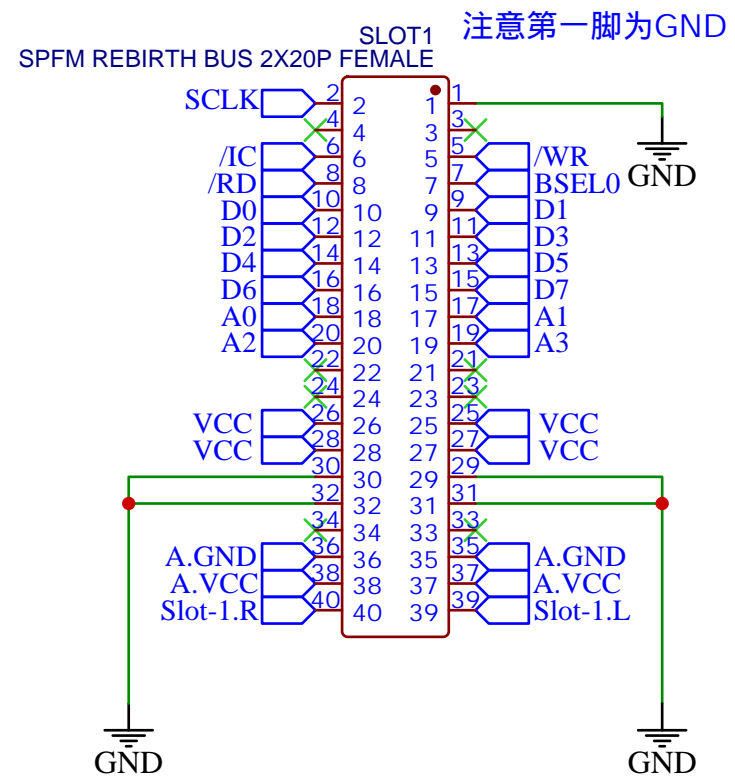 SLOT1
注意第一脚为GND
SPFM REBIRTH BUS 2X20P FEMALE
SCLK 2 2 1 1
4 4 3 3
/IC 6 6 5 5 /WR GND
/RD 8 8 7 7 BSEL0
D0 10 10 9 9 D1
D2 12 12 11 11 D3
D4 14 14 13 13 D5
D6 16 16 15 15 D7
A0 18 18 17 17 A1
A2 20 20 19 19 A3
22 22 21 21
24 24 23 23
VCC 26 26 25 25 VCC
VCC 28 28 27 27 VCC
30 30 29 29
32 32 31 31
34 34 33 33
A.GND 36 36 35 35 A.GND
A.VCC 38 38 37 37 A.VCC
Slot-1.R 40 40 39 39 Slot-1.L
GND GND